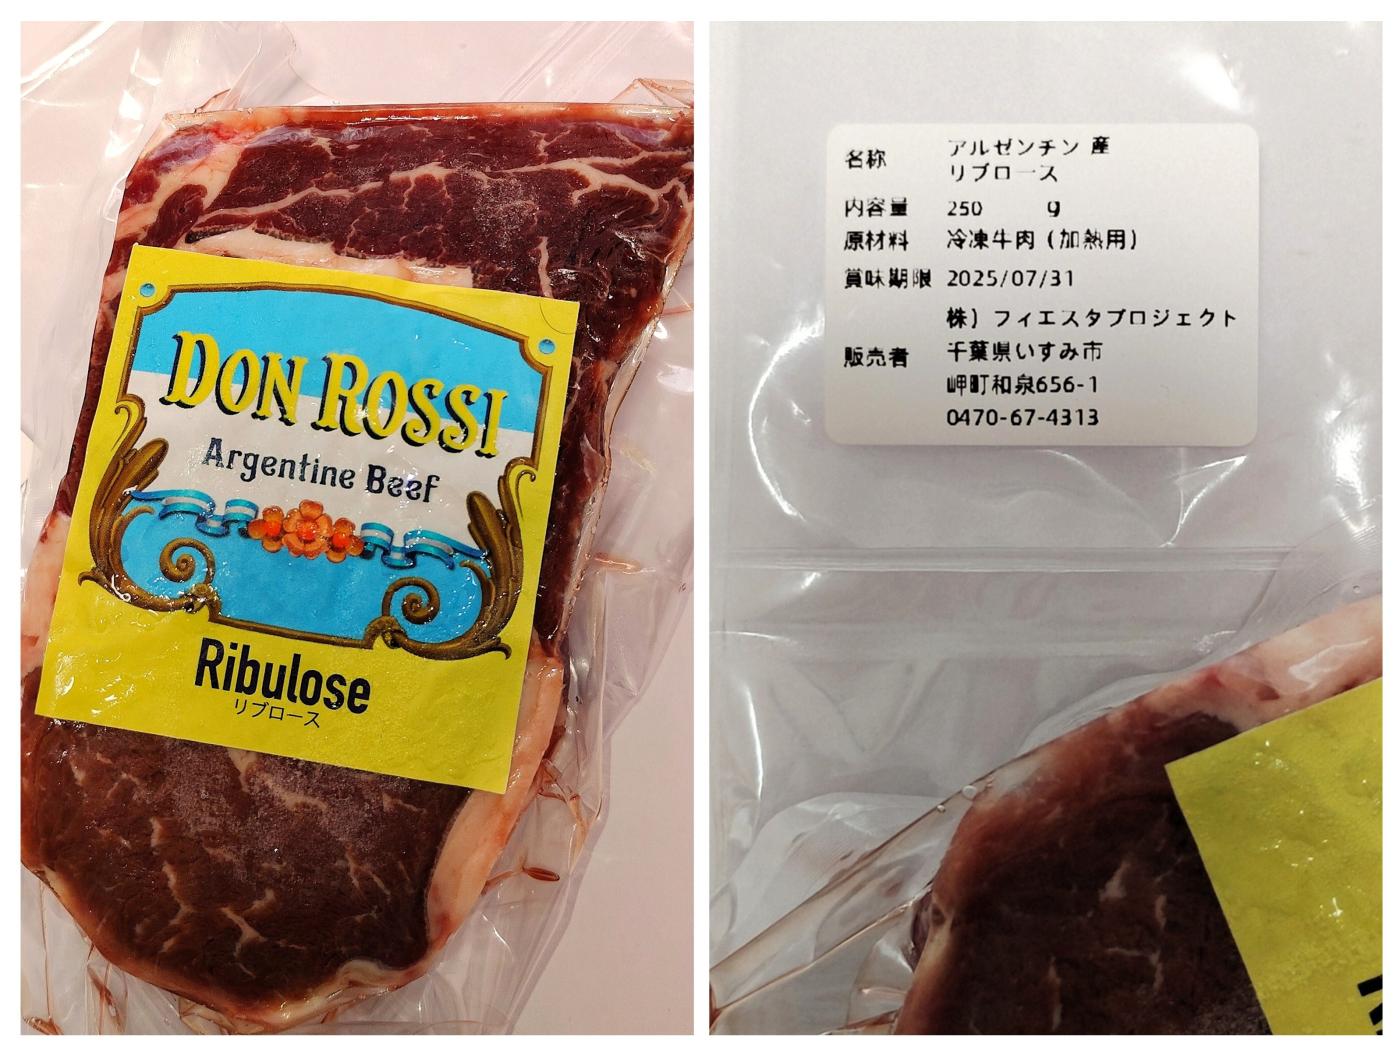 DON ROSSI
Argentine Beef
Ribulose
リブロース
名称 アルゼンチン 産
リブロース
内容量 250 g
原材料 冷凍牛肉 (加熱用)
賞味期限 2025/07/31
株) フィエスタプロジェクト
販売者 千葉県いすみ市
岬町和泉656-1
0470-67-4313